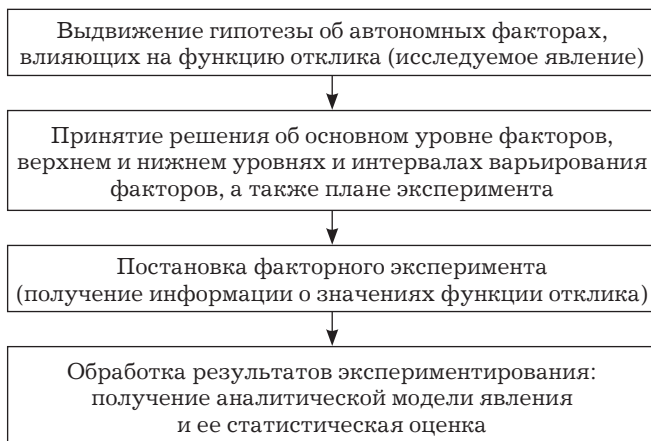 Выдвижение гипотезы об автономных факторах,
влияющих на функцию отклика (исследуемое явление)
Принятие решения об основном уровне факторов,
верхнем и нижнем уровнях и интервалах варьирования
факторов, а также плане эксперимента
Постановка факторного эксперимента
(получение информации о значениях функции отклика)
Обработка результатов экспериментирования:
получение аналитической модели явления
и ее статистическая оценка